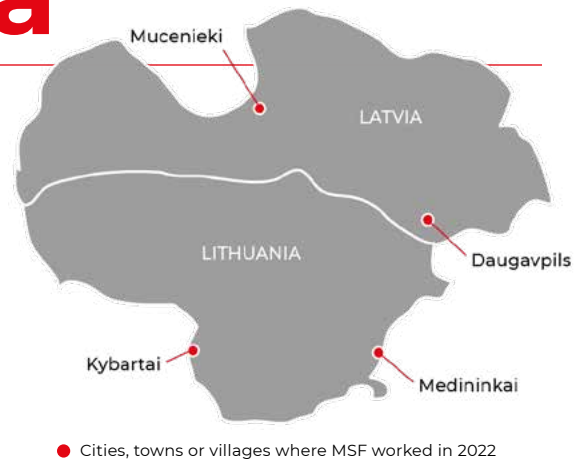 a
Mucenieki
LATVIA
LITHUANIA
Daugavpils
Kybartai
Medininkai
Cities, towns or villages where MSF worked in 2022